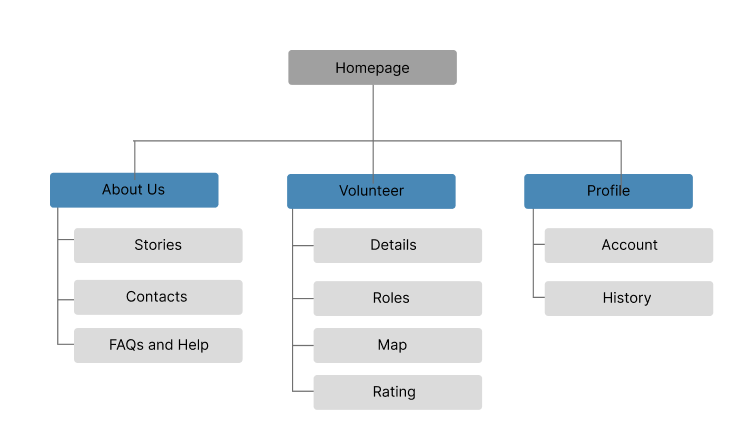 Homepage
About Us
Stories
Contacts
FAQs and Help
Volunteer
Details
Roles
Map
Rating
Profile
Account
History